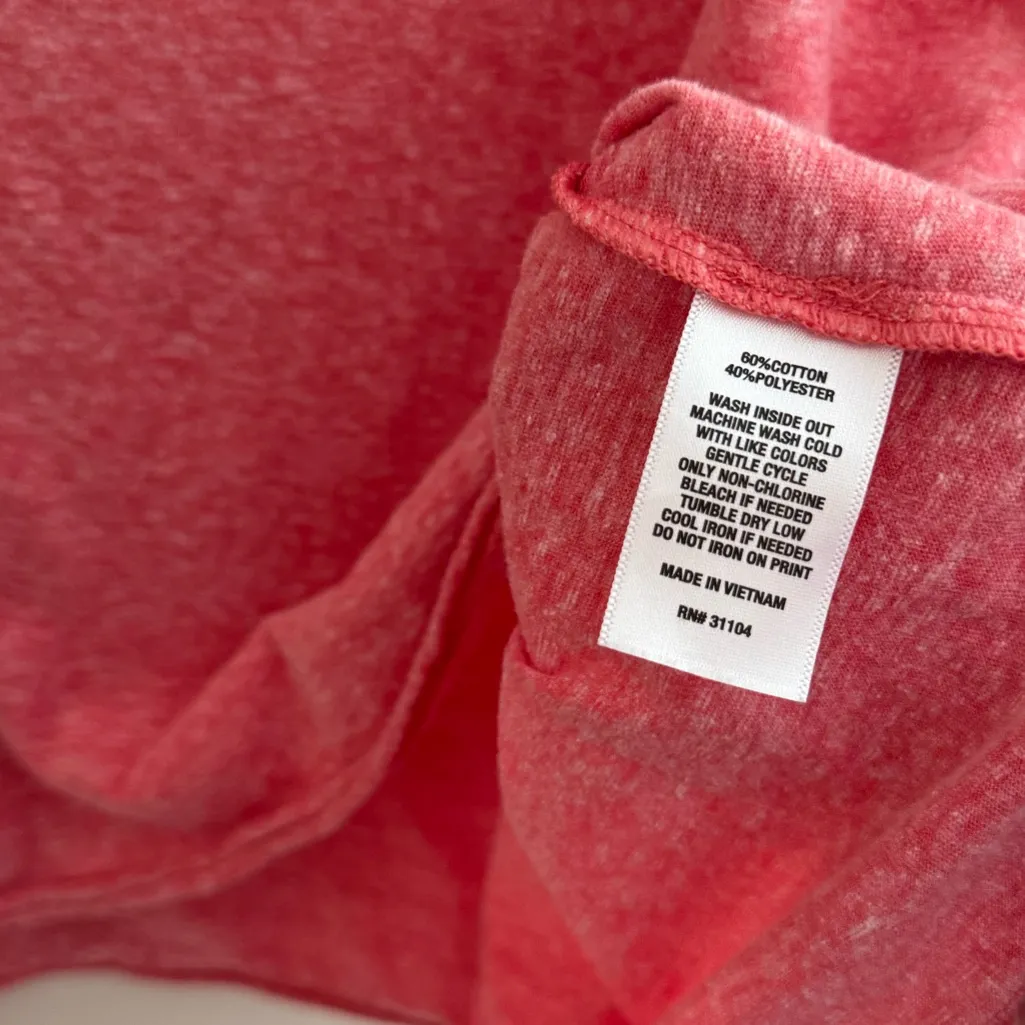 60%COTTON
40%POLYESTER
WASH INSIDE OUT
MACHINE WASH COLD
WITH LIKE COLORS
GENTLE CYCLE
ONLY NON-CHLORINE
BLEACH IF NEEDED
TUMBLE DRY LOW
COOL IRON IF NEEDED
DO NOT IRON ON PRINT
MADE IN VIETNAM
RN# 31104